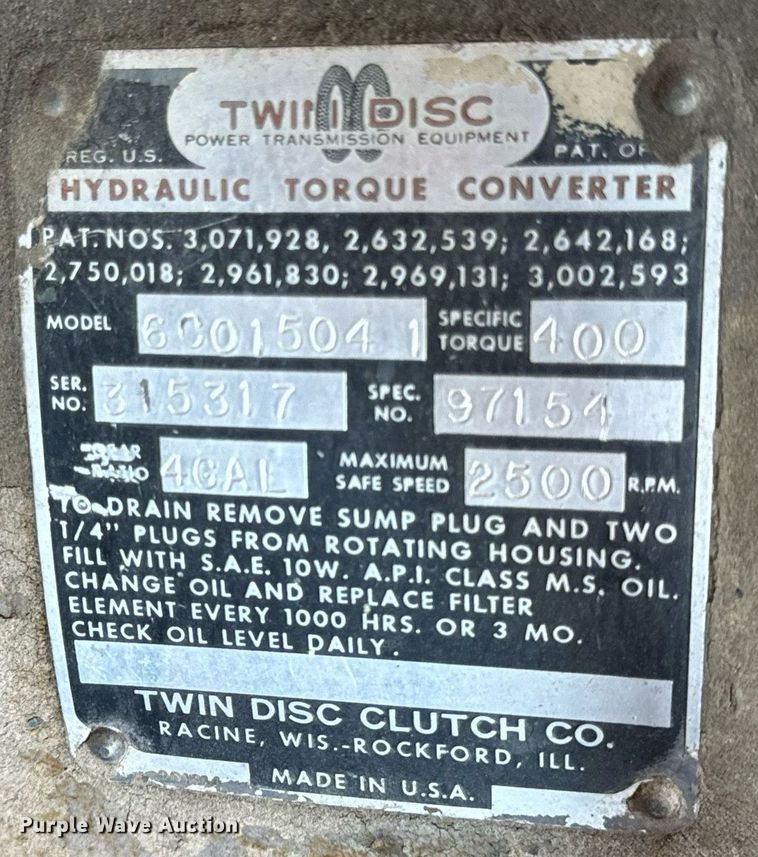 TWIN DISC
POWER TRANSMISSION EQUIPMENT
REG. U.S. PAT. OF
HYDRAULIC TORQUE CONVERTER
PAT. NOS. 3,071,928, 2,632,539; 2,642,168;
2,750,018; 2,961,830; 2,969,131; 3,002,593
MODEL 6C01504 1 SPECIFIC TORQUE 400
SER. NO. 315317 SPEC. NO. 97154
4GAL MAXIMUM SAFE SPEED 2500 R.P.M.
TO DRAIN REMOVE SUMP PLUG AND TWO
1/4" PLUGS FROM ROTATING HOUSING.
FILL WITH S.A.E. 10W. A.P.I. CLASS M.S. OIL.
CHANGE OIL AND REPLACE FILTER
ELEMENT EVERY 1000 HRS. OR 3 MO.
CHECK OIL LEVEL DAILY.
TWIN DISC CLUTCH CO.
RACINE, WIS.-ROCKFORD, ILL.
MADE IN U.S.A.
Purple Wave Auction